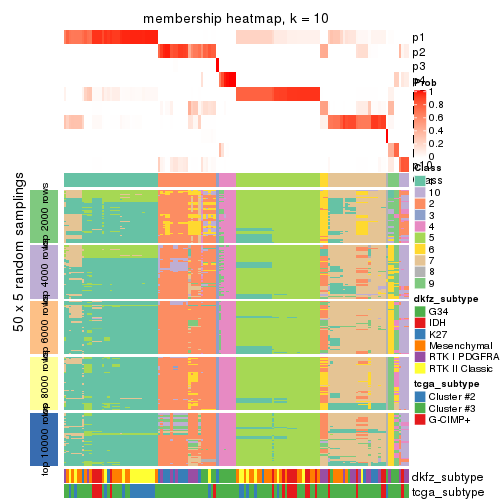 membership heatmap, k = 10
p1
p2
p3
p4
p10
Prob
1
0.8
0.6
0.4
0.2
0
Class
Class
1
10
2
3
4
5
6
7
8
9
50 x 5 random samplings
top 2000 rows
top 4000 rows
top 6000 rows
top 8000 rows
top 10000 rows
dkfz_subtype
G34
IDH
K27
Mesenchymal
RTK I PDGFRA
RTK II Classic
tcga_subtype
Cluster #2
Cluster #3
G-CIMP+
dkfz_subtype
tcga_subtype